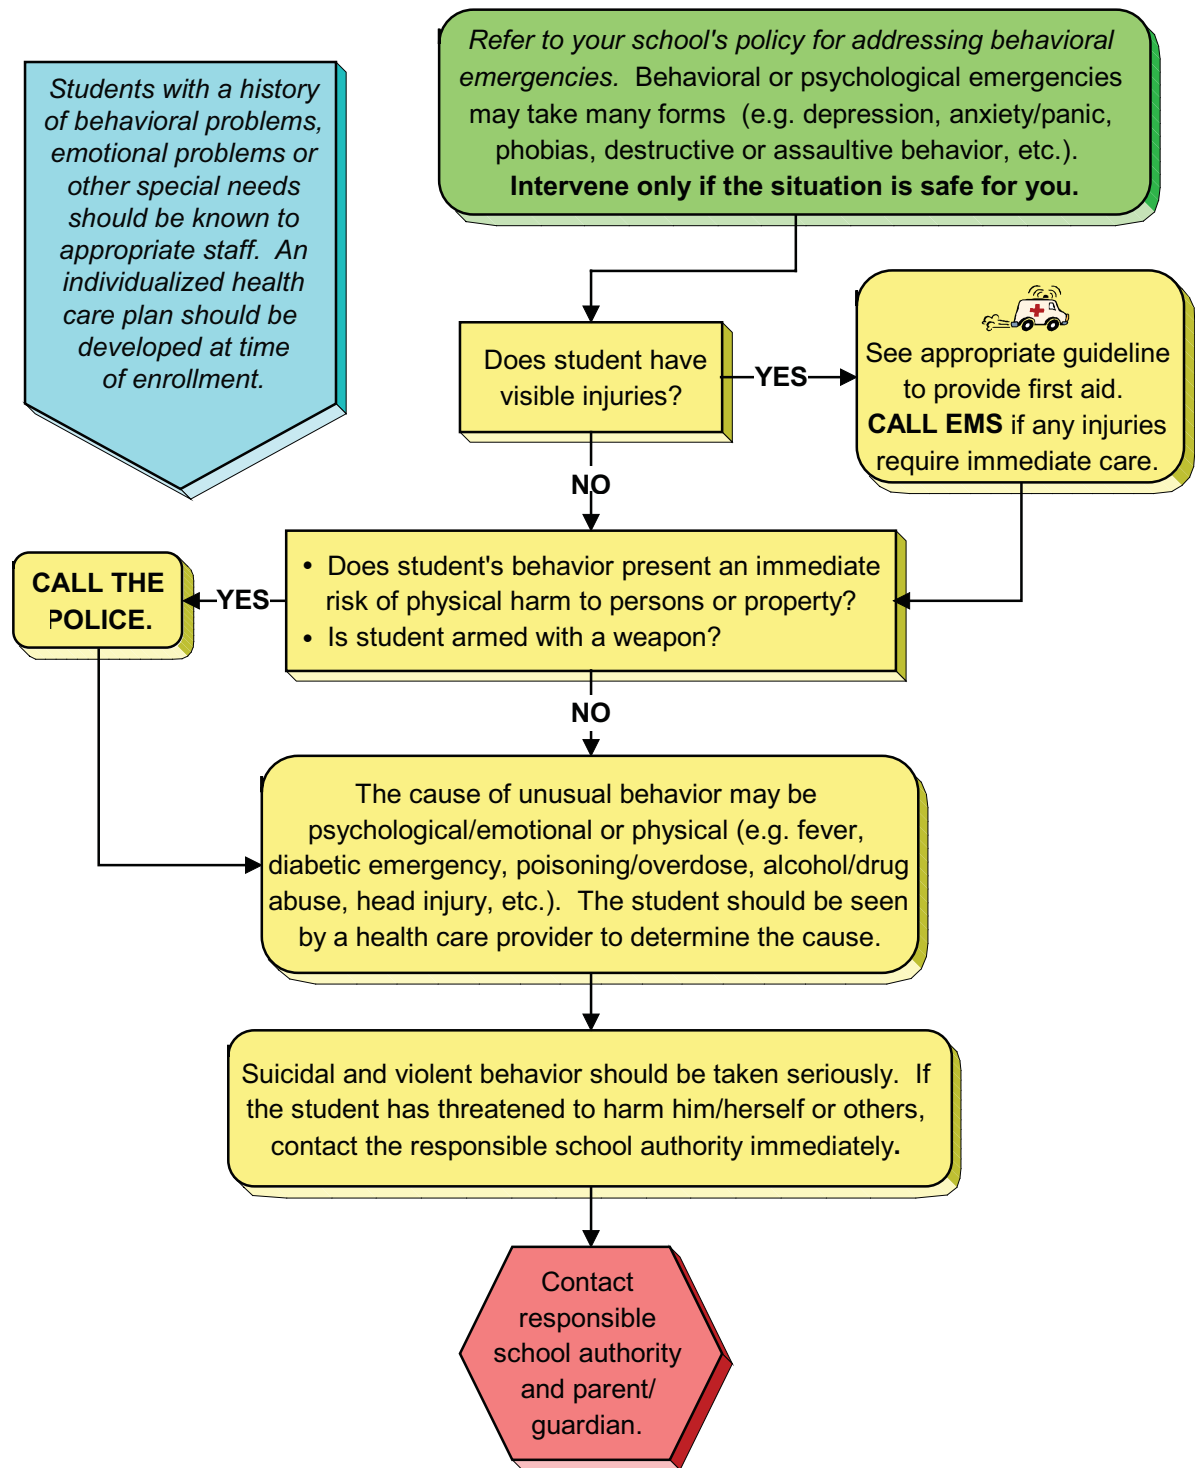 Students with a history
of behavioral problems,
emotional problems or
other special needs
should be known to
appropriate staff.  An
individualized health
care plan should be
developed at time
of enrollment.
Refer to your school's policy for addressing behavioral
emergencies.  Behavioral or psychological emergencies
may take many forms  (e.g. depression, anxiety/panic,
phobias, destructive or assaultive behavior, etc.).
Intervene only if the situation is safe for you.
Does student have
visible injuries?
YES
See appropriate guideline
to provide first aid.
CALL EMS if any injuries
require immediate care.
NO
• Does student's behavior present an immediate
risk of physical harm to persons or property?
• Is student armed with a weapon?
YES
CALL THE
POLICE.
NO
The cause of unusual behavior may be
psychological/emotional or physical (e.g. fever,
diabetic emergency, poisoning/overdose, alcohol/drug
abuse, head injury, etc.).  The student should be seen
by a health care provider to determine the cause.
Suicidal and violent behavior should be taken seriously.  If
the student has threatened to harm him/herself or others,
contact the responsible school authority immediately.
Contact
responsible
school authority
and parent/
guardian.